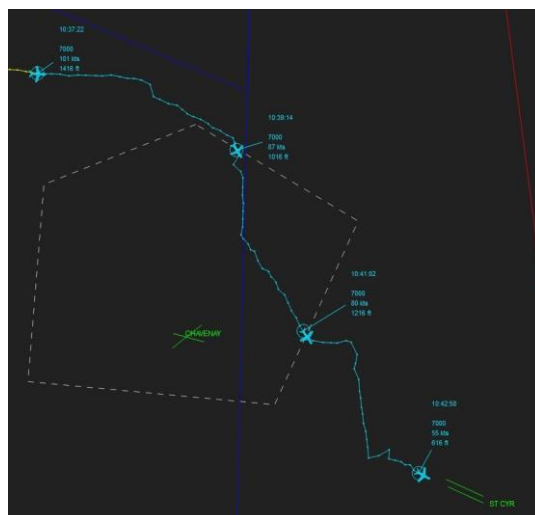 10:37:22
7000
101 kts
1416 ft
10:39:14
7000
87 kts
1016 ft
10:41:02
7000
80 kts
1216 ft
CHAVENAY
10:42:58
7000
55 kts
616 ft
ST CYR